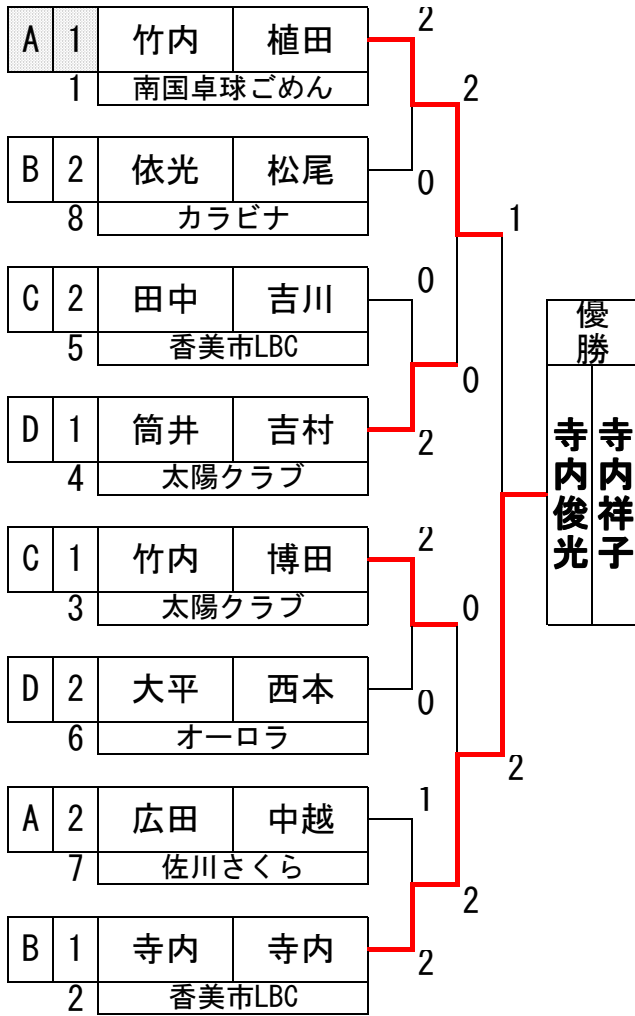 A 1 竹内 植田
1 南国卓球ごめん
2
2
B 2 依光 松尾
8 カラビナ
0
1
C 2 田中 吉川
5 香美市LBC
0
0
D 1 筒井 吉村
4 太陽クラブ
2
優勝
寺内祥子
寺内俊光
C 1 竹内 博田
3 太陽クラブ
2
0
D 2 大平 西本
6 オーロラ
0
2
A 2 広田 中越
7 佐川さくら
1
2
B 1 寺内 寺内
2 香美市LBC
2